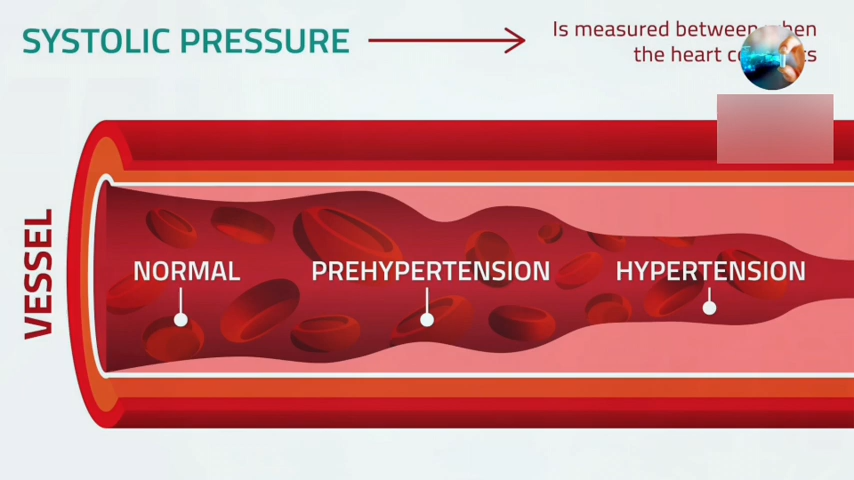 SYSTOLIC PRESSURE
Is measured between
the heart
VESSEL
NORMAL
PREHYPERTENSION
HYPERTENSION